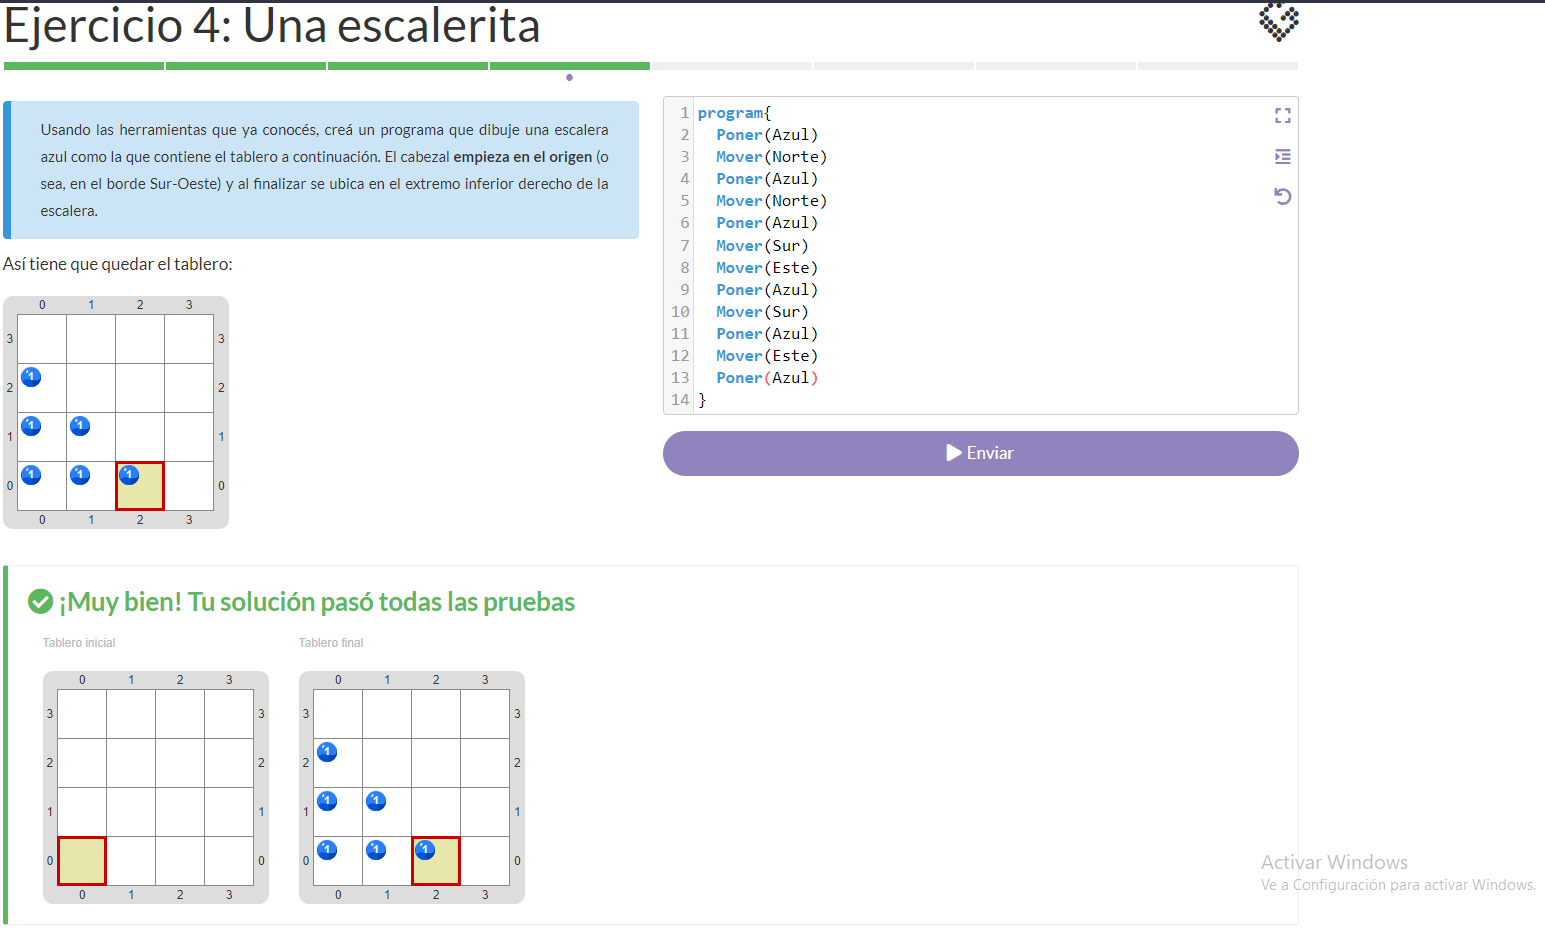 Ejercicio 4: Una escalerita
Usando las herramientas que ya conocés, creá un programa que dibuje una escalera
azul como la que contiene el tablero a continuación. El cabezal empieza en el origen (o
sea, en el borde Sur-Oeste) y al finalizar se ubica en el extremo inferior derecho de la
escalera.
Así tiene que quedar el tablero:
0 1 2 3
3 3
2 1 2
1 1 1 1
0 1 1 1 0
0 1 2 3
1 program{
2 Poner(Azul)
3 Mover(Norte)
4 Poner(Azul)
5 Mover(Norte)
6 Poner(Azul)
7 Mover(Sur)
8 Mover(Este)
9 Poner(Azul)
10 Mover(Sur)
11 Poner(Azul)
12 Mover(Este)
13 Poner(Azul)
14 }
Enviar
¡Muy bien! Tu solución pasó todas las pruebas
Tablero inicial
0 1 2 3
3 3
2 2
1 1
0 0
0 1 2 3
Tablero final
0 1 2 3
3 3
2 1 2
1 1 1 1
0 1 1 1 0
0 1 2 3
Activar Windows
Ve a Configuración para activar Windows.